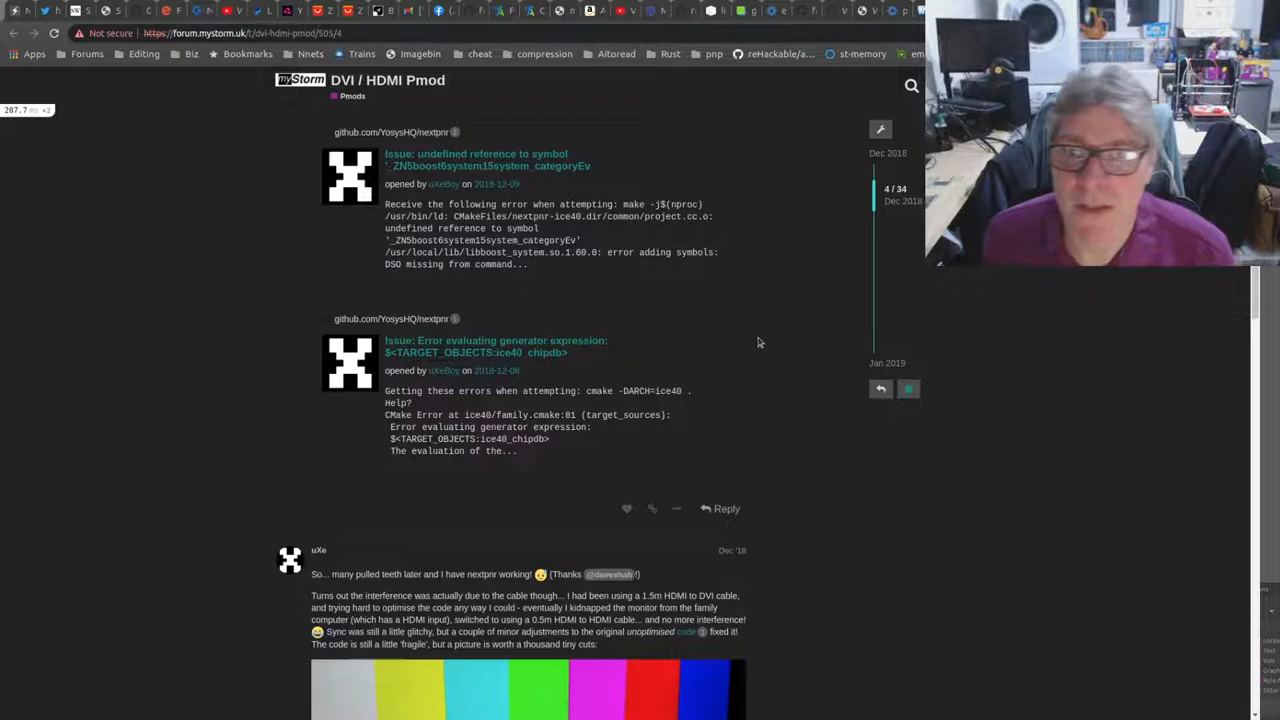 Not secure https://forum.mystorm.uk/t/dvi-hdmi-pmod/505/4
Apps Forums Editing Biz Bookmarks Nnets Trains Imagebin cheat compression Aitoread Rust pnp reHackable/a... st-memory
287.7 ms ×2
myStorm DVI / HDMI Pmod
Pmods
github.com/YosysHQ/nextpnr 2
Issue: undefined reference to symbol
'_ZN5boost6system15system_categoryEv
opened by uXeBoy on 2018-12-09
Receive the following error when attempting: make -j$(nproc)
/usr/bin/ld: CMakeFiles/nextpnr-ice40.dir/common/project.cc.o:
undefined reference to symbol
'_ZN5boost6system15system_categoryEv'
/usr/local/lib/libboost_system.so.1.60.0: error adding symbols:
DSO missing from command...
github.com/YosysHQ/nextpnr 1
Issue: Error evaluating generator expression:
$<TARGET_OBJECTS:ice40_chipdb>
opened by uXeBoy on 2018-12-08
Getting these errors when attempting: cmake -DARCH=ice40 .
Help?
CMake Error at ice40/family.cmake:81 (target_sources):
Error evaluating generator expression:
$<TARGET_OBJECTS:ice40_chipdb>
The evaluation of the...
Reply
Dec 2018
4 / 34
Dec 2018
Jan 2019
uXe Dec '18
So... many pulled teeth later and I have nextpnr working! (Thanks @daveshah!)
Turns out the interference was actually due to the cable though... I had been using a 1.5m HDMI to DVI cable,
and trying hard to optimise the code any way I could - eventually I kidnapped the monitor from the family
computer (which has a HDMI input), switched to using a 0.5m HDMI to HDMI cable... and no more interference!
Sync was still a little glitchy, but a couple of minor adjustments to the original unoptimised code 3 fixed it!
The code is still a little 'fragile', but a picture is worth a thousand tiny cuts: